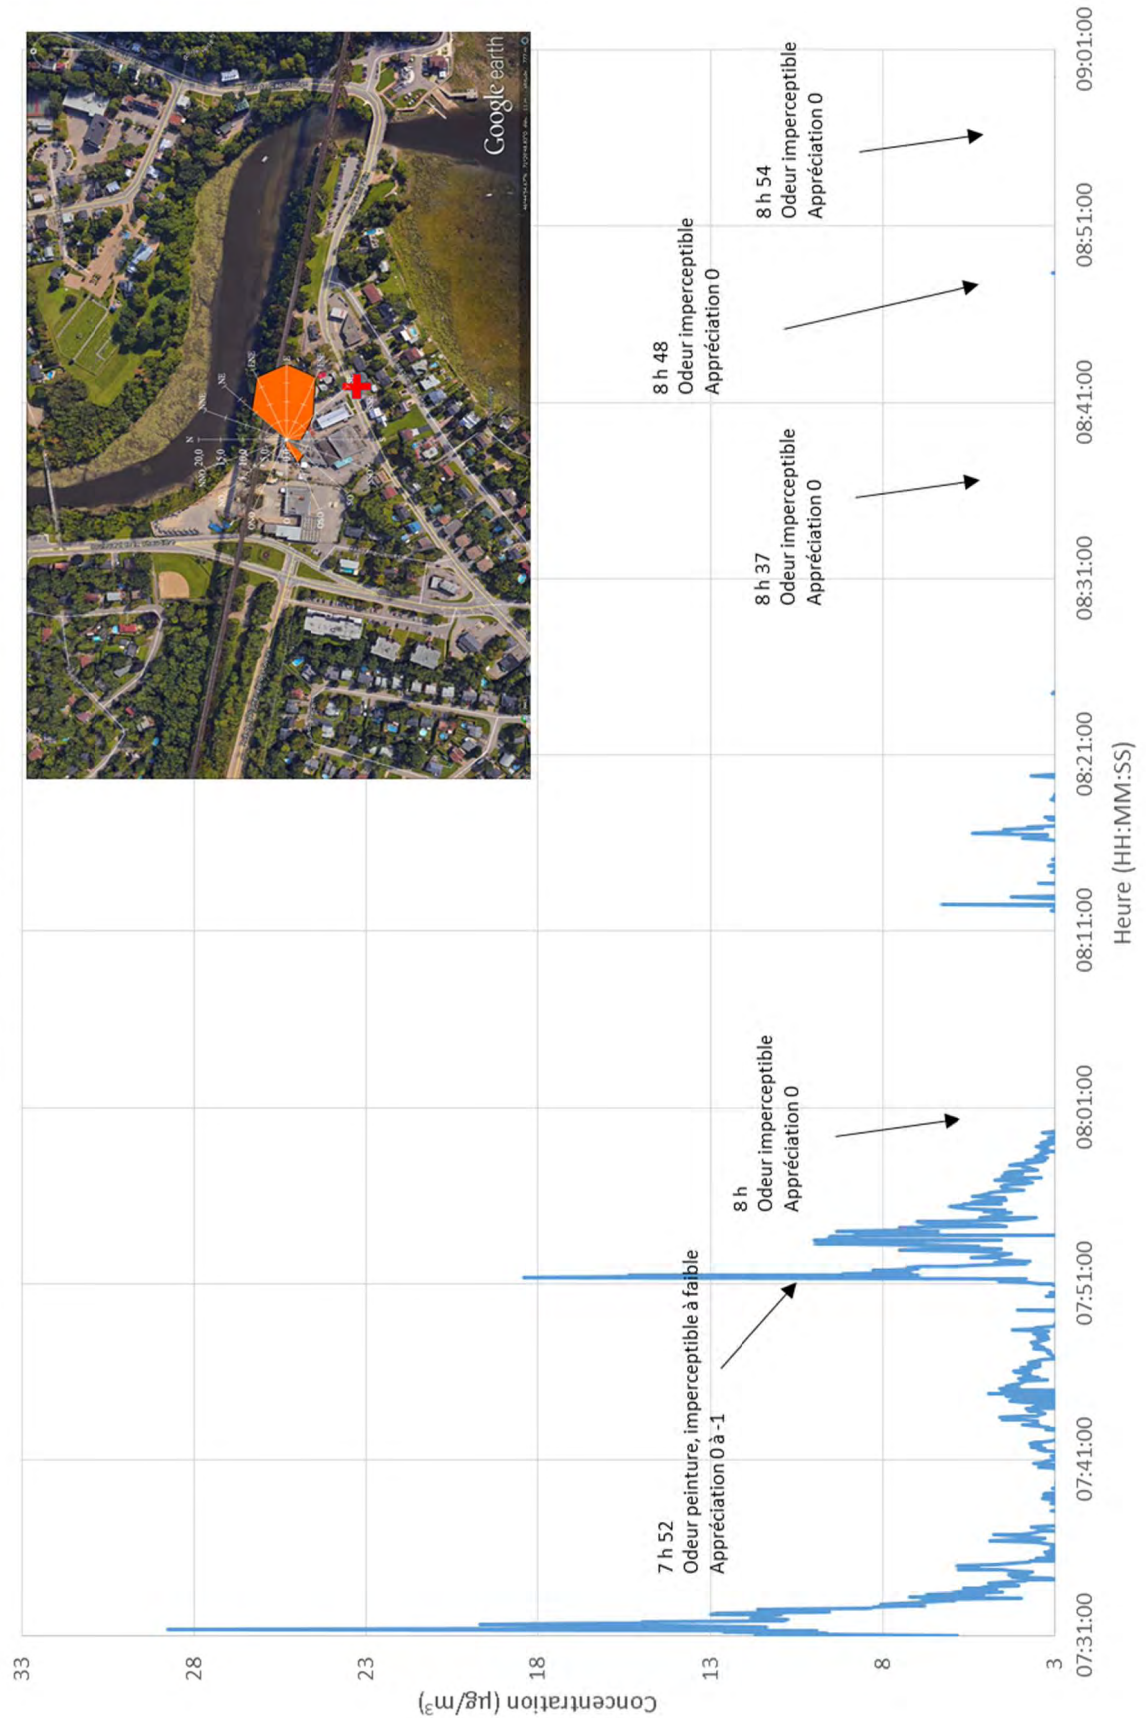 Concentration (µg/m³)
33
28
23
18
13
8
3
7 h 52
Odeur peinture, imperceptible à faible
Appréciation 0 à -1
8 h
Odeur imperceptible
Appréciation 0
8 h 37
Odeur imperceptible
Appréciation 0
8 h 48
Odeur imperceptible
Appréciation 0
8 h 54
Odeur imperceptible
Appréciation 0
N
NNE
NE
ENE
NNO
20,0
15,0
10,0
5,0
ONO
OSO
Google earth
07:31:00
07:41:00
07:51:00
08:01:00
08:11:00
08:21:00
08:31:00
08:41:00
08:51:00
09:01:00
Heure (HH:MM:SS)